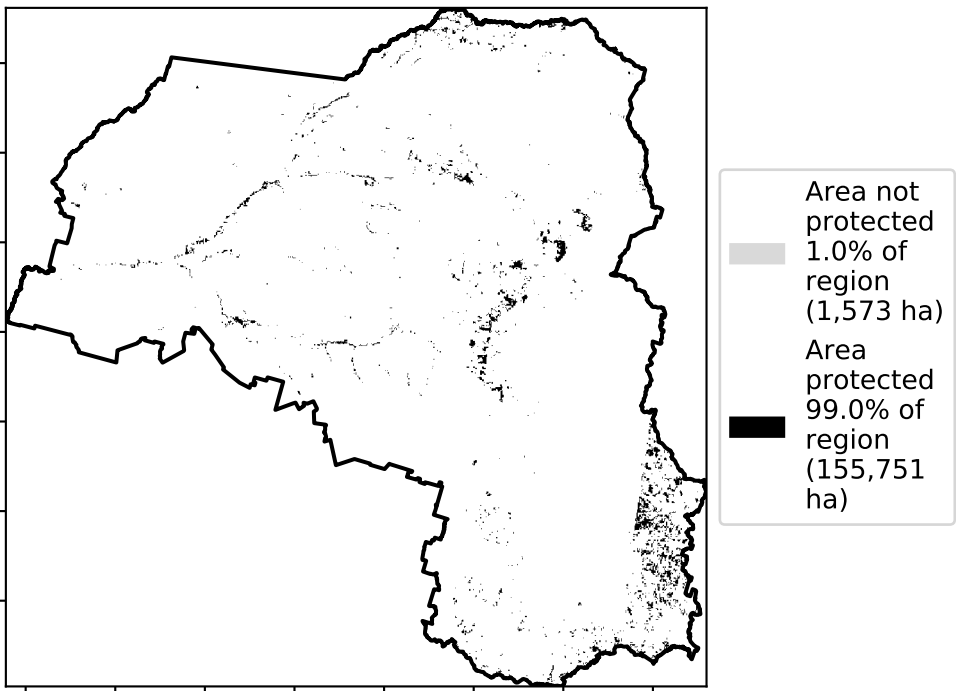 Area not
protected
1.0% of
region
(1,573 ha)
Area
protected
99.0% of
region
(155,751
ha)